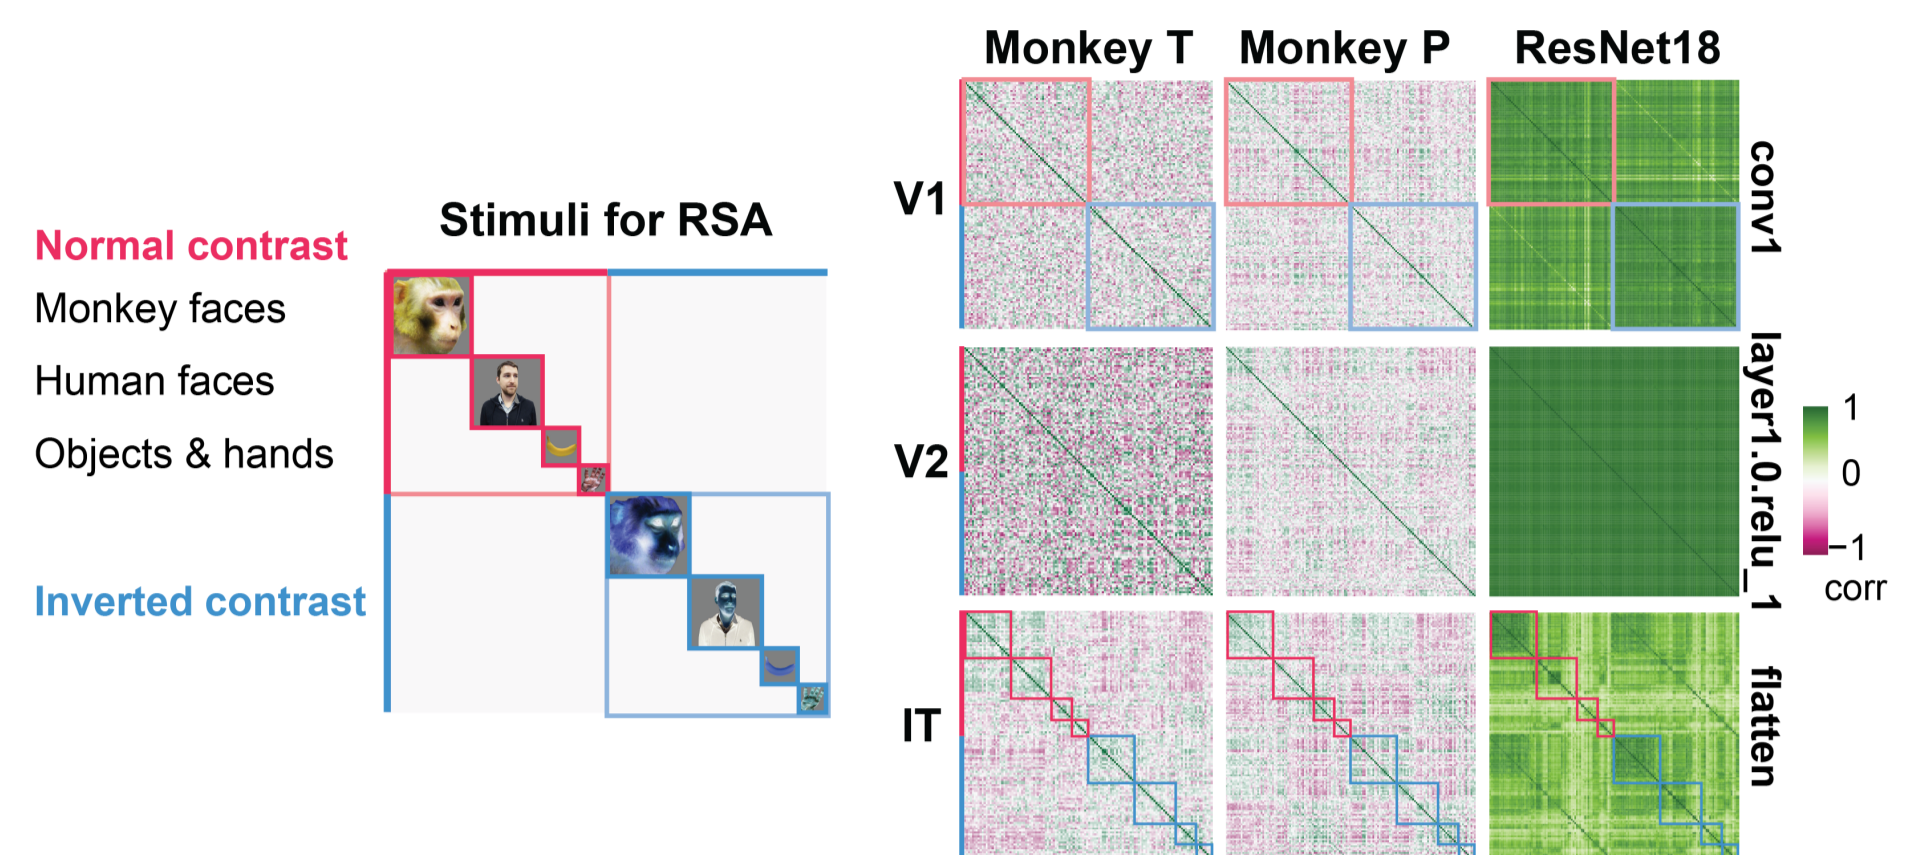 Stimuli for RSA
Normal contrast
Monkey faces
Human faces
Objects & hands
Inverted contrast
Monkey T
Monkey P
ResNet18
V1
conv1
V2
layer1.0.relu_1
IT
flatten
1
0
−1
corr